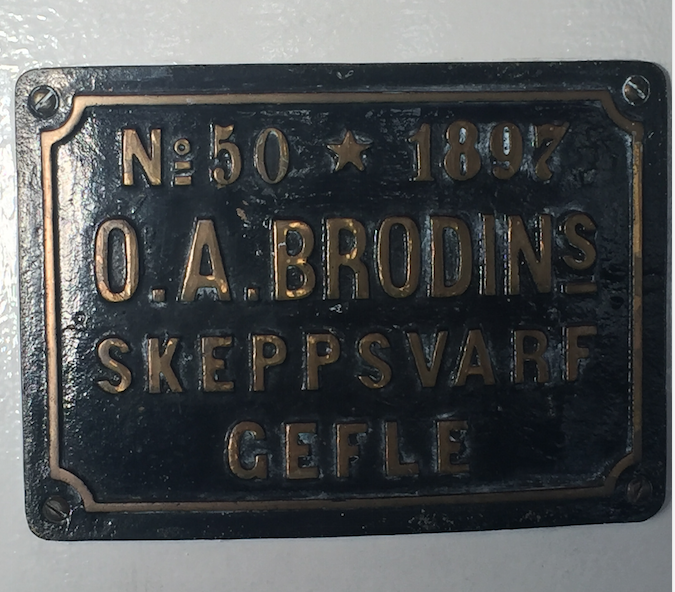 Nº 50 ★ 1897
O.A.BRODINS
SKEPPSVARF
GEFLE